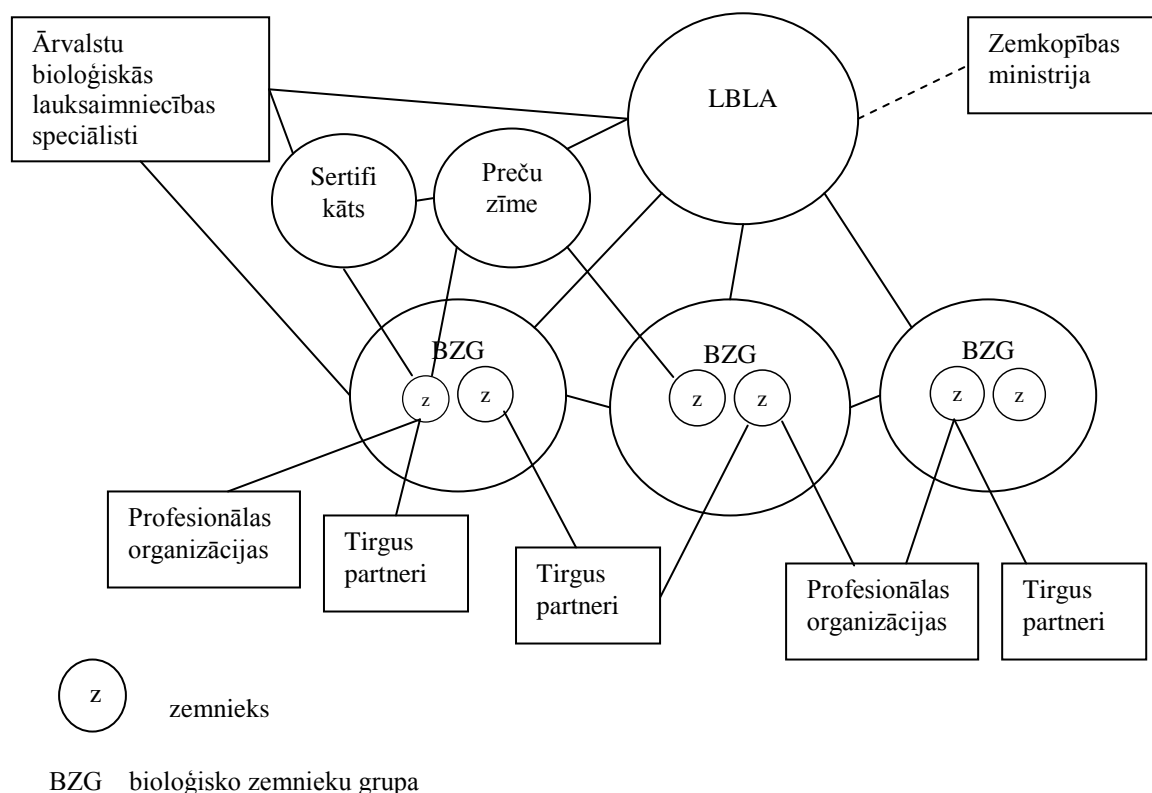 Ārvalstu
bioloģiskās
lauksaimniecības
speciālisti
LBLA
Zemkopības
ministrija
Sertifi
kāts
Preču
zīme
BZG
BZG
BZG
z
z
z
z
z
z
Profesionālas
organizācijas
Tirgus
partneri
Tirgus
partneri
Profesionālas
organizācijas
Tirgus
partneri
z zemnieks
BZG bioloģisko zemnieku grupa